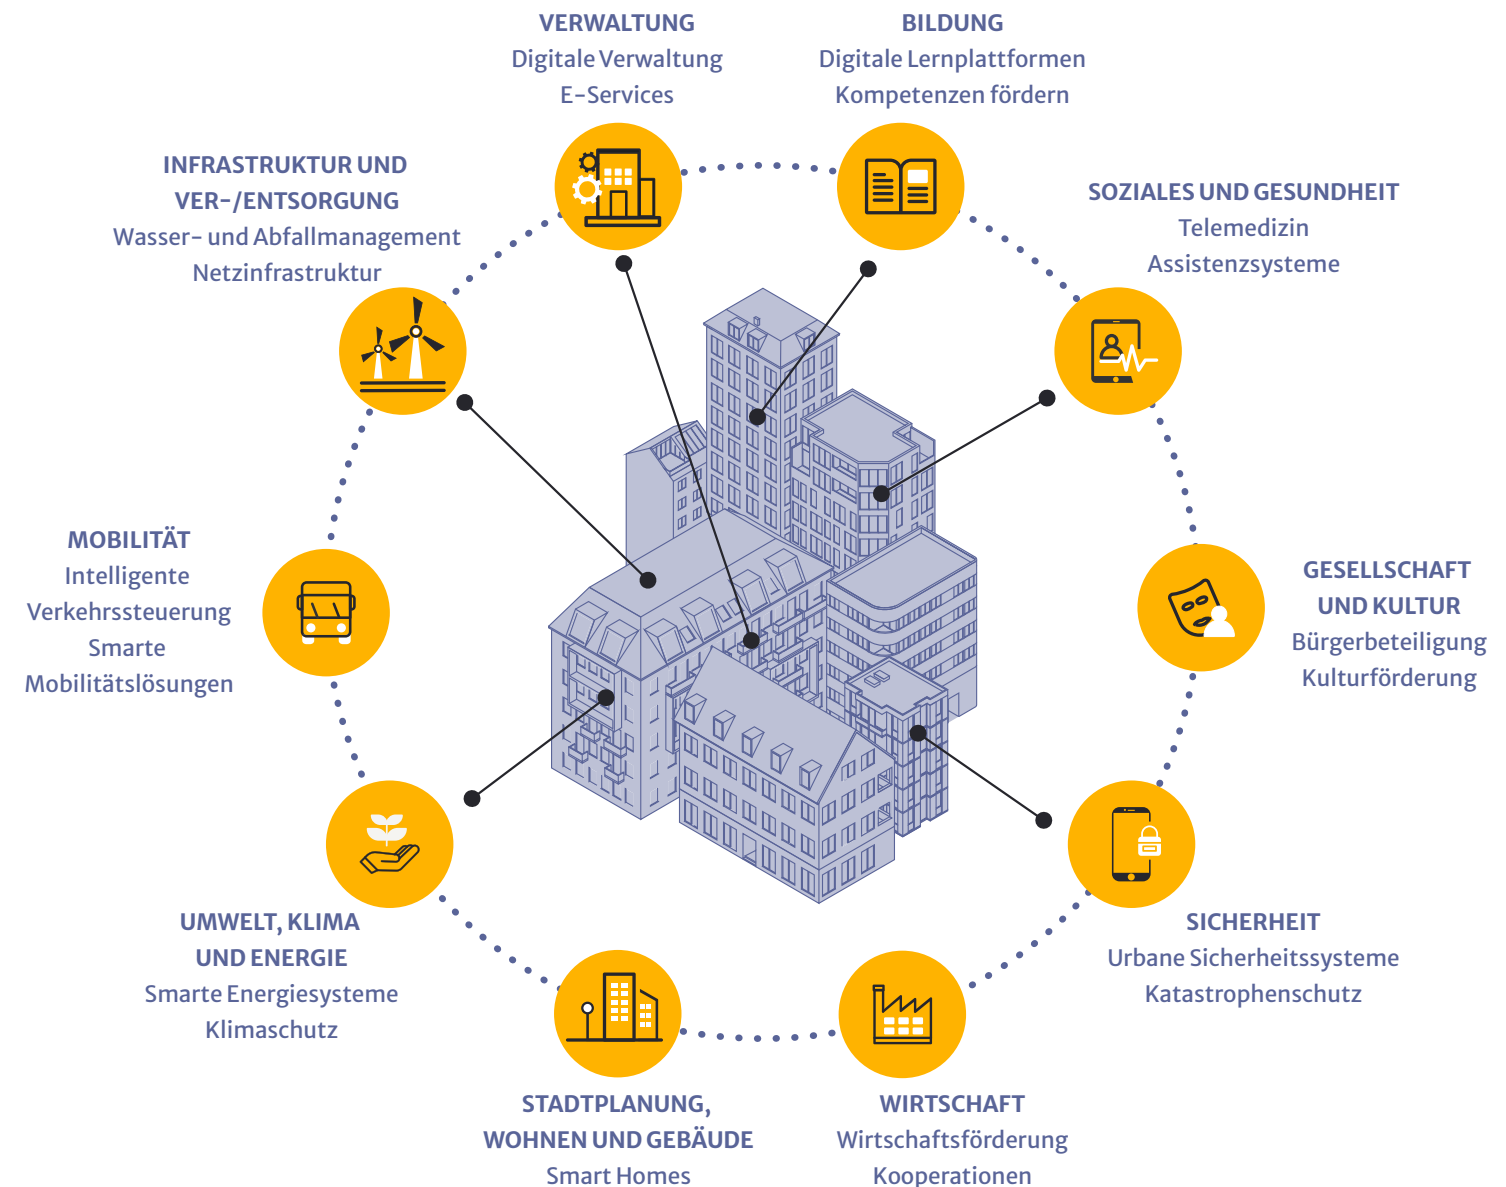 VERWALTUNG
Digitale Verwaltung
E-Services
BILDUNG
Digitale Lernplattformen
Kompetenzen fördern
INFRASTRUKTUR UND
VER-/ENTSORGUNG
Wasser- und Abfallmanagement
Netzinfrastruktur
SOZIALES UND GESUNDHEIT
Telemedizin
Assistenzsysteme
MOBILITÄT
Intelligente
Verkehrssteuerung
Smarte
Mobilitätslösungen
GESELLSCHAFT
UND KULTUR
Bürgerbeteiligung
Kulturförderung
UMWELT, KLIMA
UND ENERGIE
Smarte Energiesysteme
Klimaschutz
SICHERHEIT
Urbane Sicherheitssysteme
Katastrophenschutz
STADTPLANUNG,
WOHNEN UND GEBÄUDE
Smart Homes
WIRTSCHAFT
Wirtschaftsförderung
Kooperationen